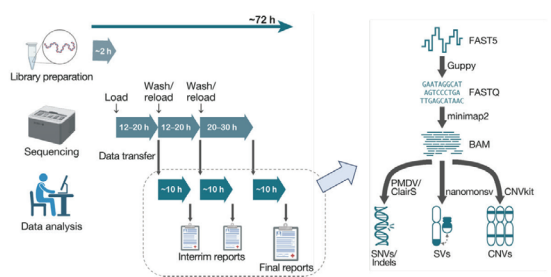 ~72 h
~2 h
Library preparation
Wash/ reload
Wash/ reload
Load
12–20 h
12–20 h
20–30 h
Sequencing
Data transfer
~10 h
~10 h
~10 h
Data analysis
Interrim reports
Final reports
FAST5
Guppy
GAATAGGCAT
AGTCCCTGA
TTGAGCATAAC
FASTQ
minimap2
BAM
PMDV/
ClairS
nanomonsv
CNVkit
SNVs/
Indels
SVs
CNVs